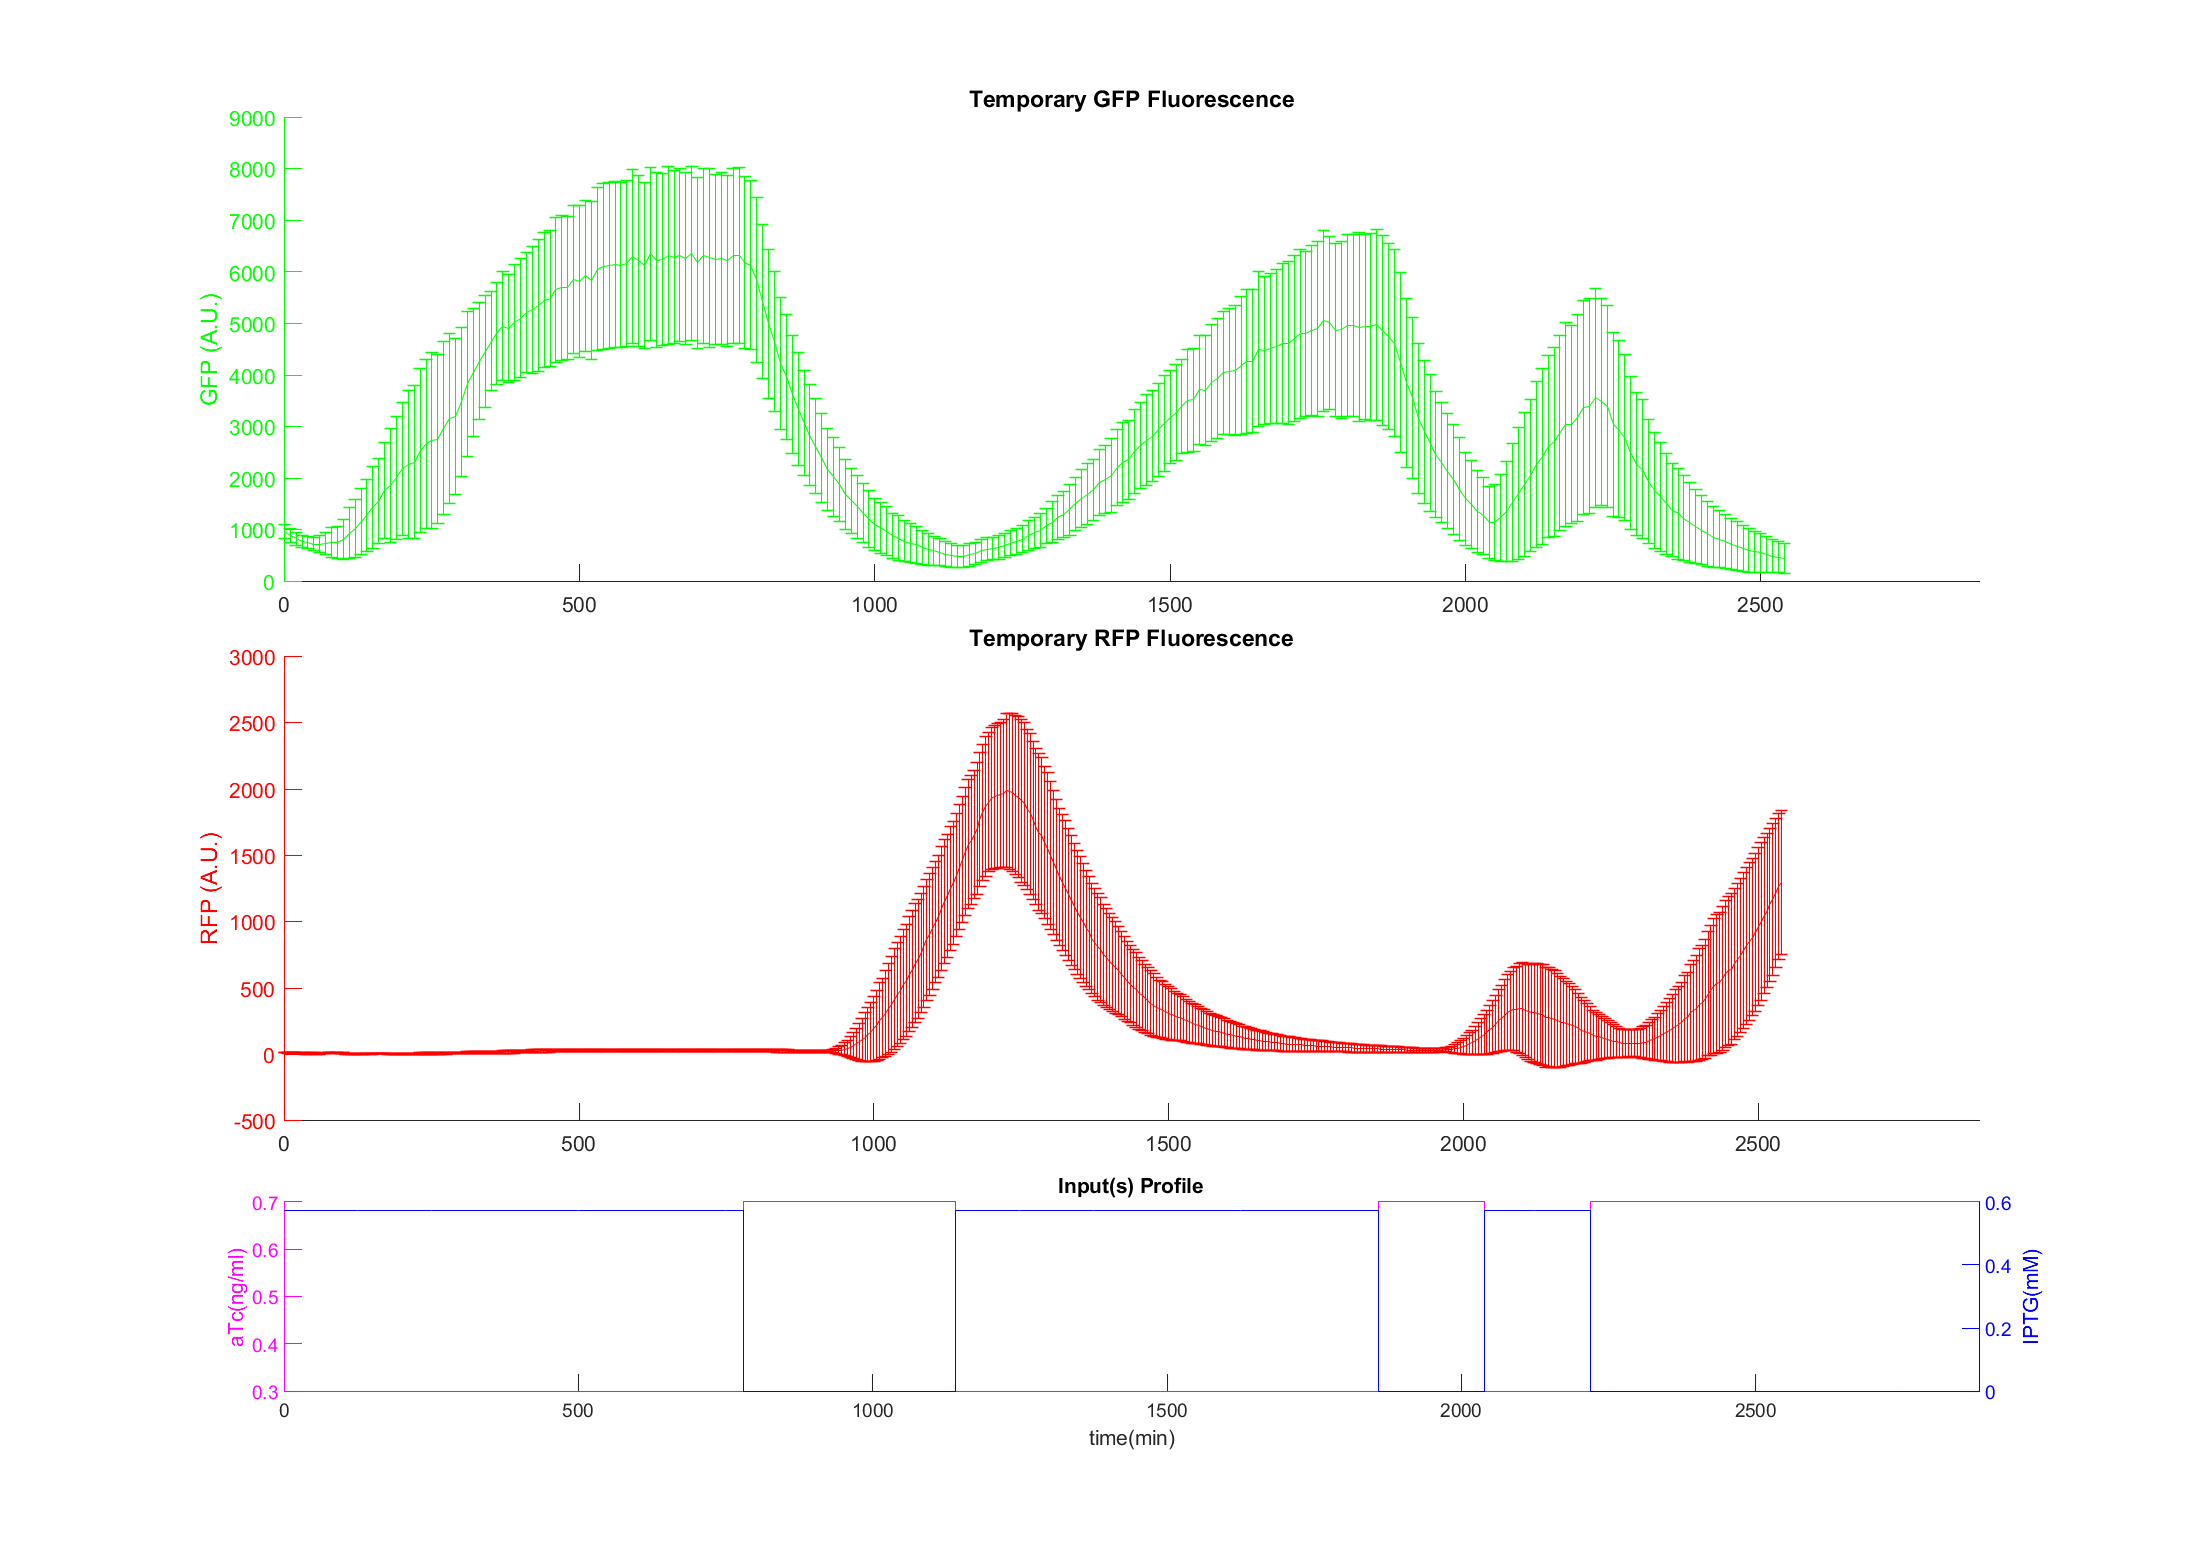 Temporary GFP Fluorescence
9000
8000
7000
6000
5000
4000
3000
2000
1000
0
GFP (A.U.)
0 500 1000 1500 2000 2500
Temporary RFP Fluorescence
3000
2500
2000
1500
1000
500
0
-500
RFP (A.U.)
0 500 1000 1500 2000 2500
Input(s) Profile
0.7
0.6
0.5
0.4
0.3
aTc(ng/ml)
0.6
0.4
0.2
0
IPTG(mM)
0 500 1000 1500 2000 2500
time(min)